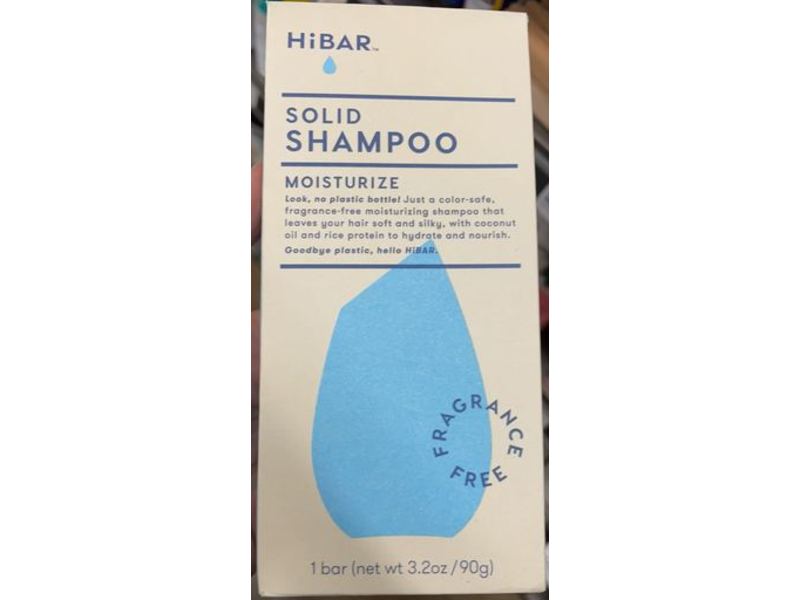 HiBAR™
SOLID
SHAMPOO
MOISTURIZE
Look, no plastic bottle! Just a color-safe,
fragrance-free moisturizing shampoo that
leaves your hair soft and silky, with coconut
oil and rice protein to hydrate and nourish.
Goodbye plastic, hello HiBAR.
FRAGRANCE
FREE
1 bar (net wt 3.2oz/90g)